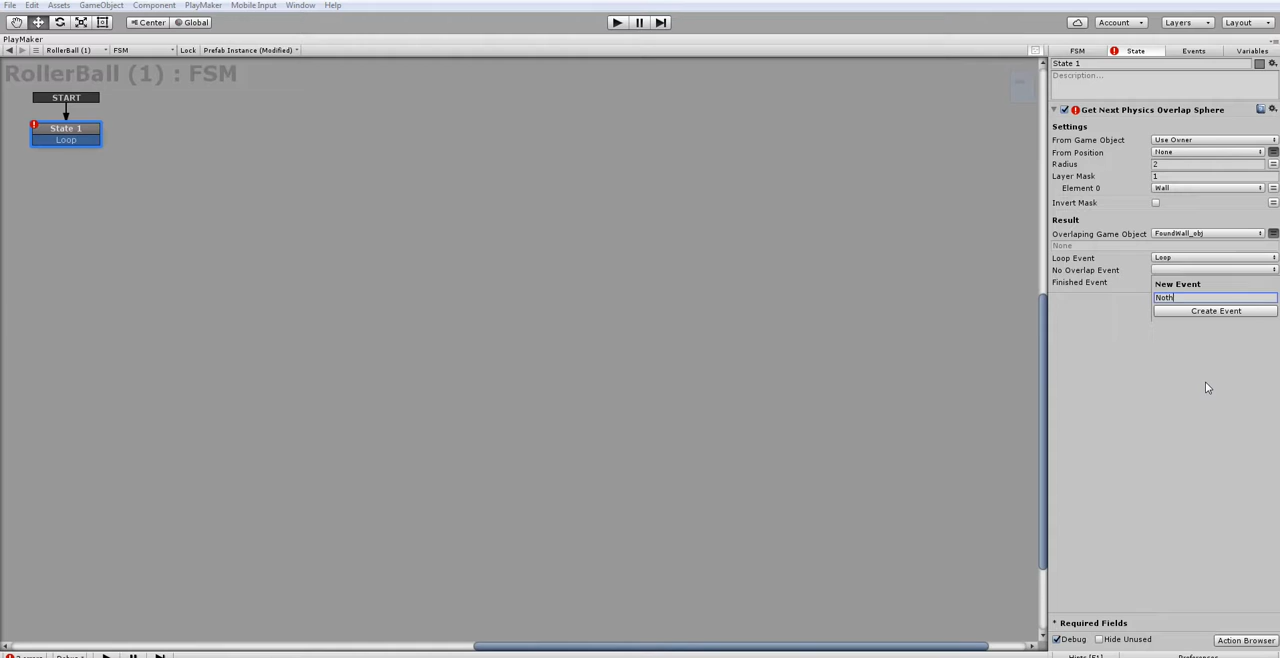 File Edit Assets GameObject Component PlayMaker Mobile Input Window Help
Center Global Account Layers Layout
PlayMaker
RollerBall (1) FSM Lock Prefab Instance (Modified) FSM State Events Variables
RollerBall (1) : FSM
State 1
Description...
START
State 1
Loop
Get Next Physics Overlap Sphere
Settings
From Game Object Use Owner
From Position None
Radius 2
Layer Mask 1
Element 0 Wall
Invert Mask
Result
Overlaping Game Object FoundWall_obj
None
Loop Event Loop
No Overlap Event
Finished Event New Event
Noth
Create Event
* Required Fields
Debug Hide Unused Action Browser
Debug Hints [F1] Preferences